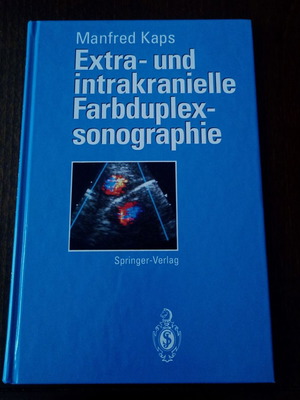 Manfred Kaps
Extra- und
intrakranielle
Farbduplex-
sonographie
Springer-Verlag